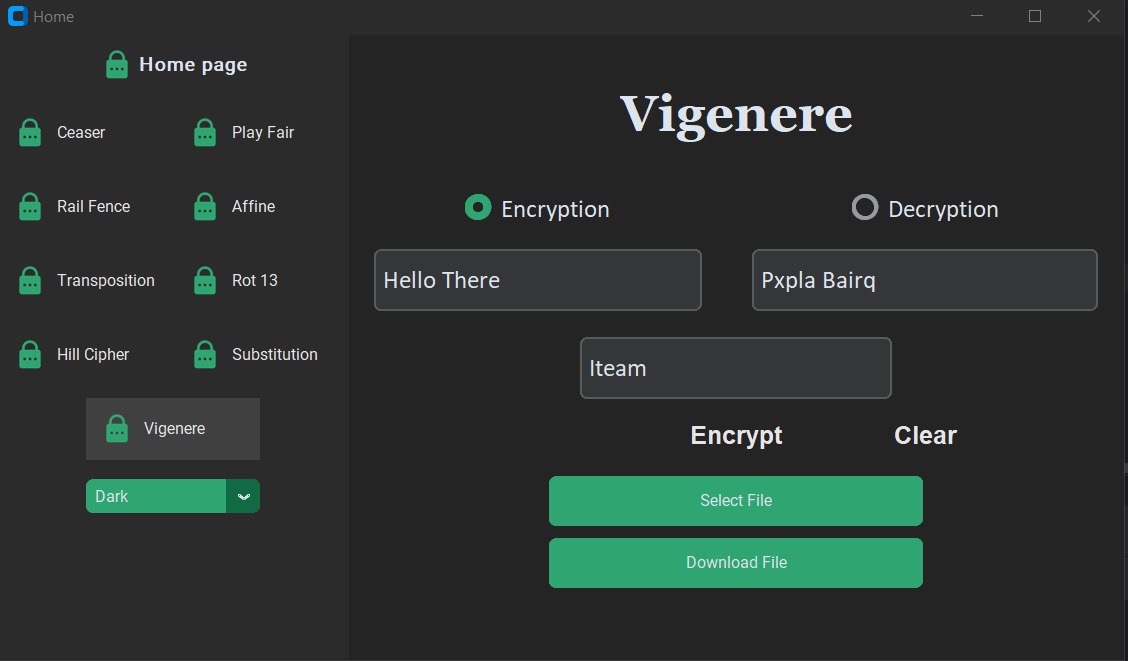 Home
Home page
Ceaser
Play Fair
Rail Fence
Affine
Transposition
Rot 13
Hill Cipher
Substitution
Vigenere
Dark
Vigenere
Encryption
Decryption
Hello There
Pxpla Bairq
Iteam
Encrypt
Clear
Select File
Download File